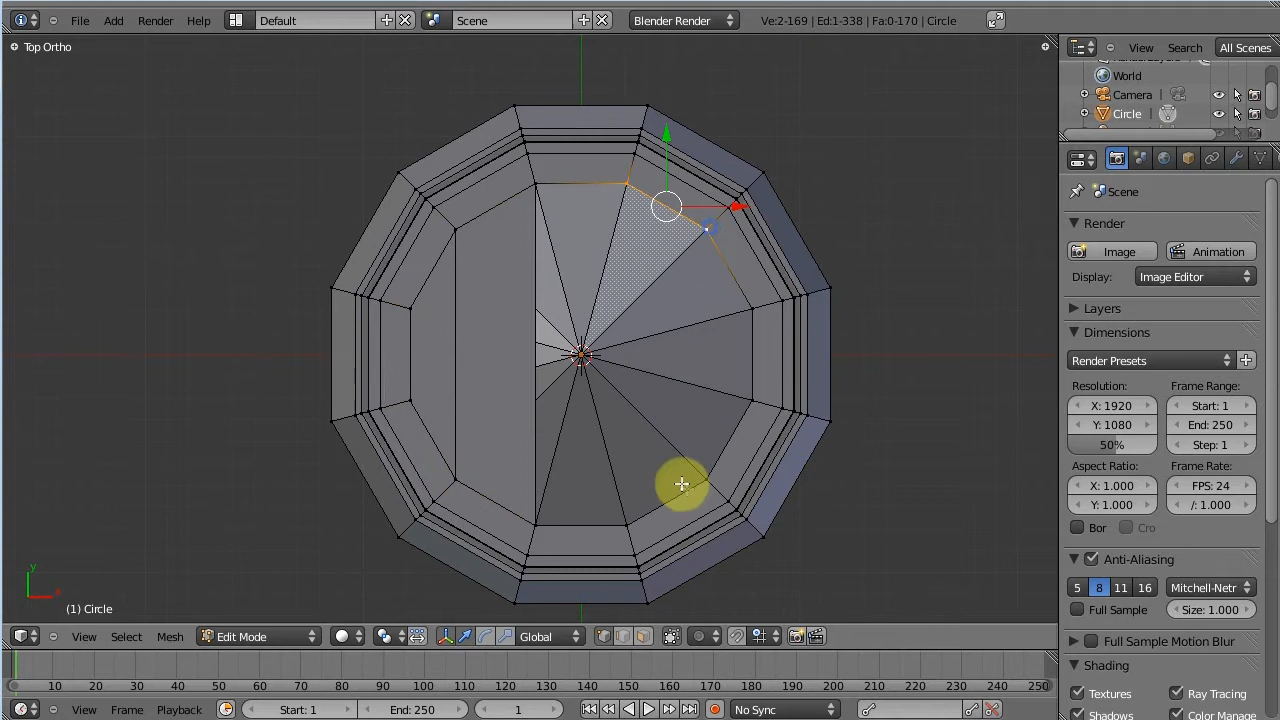 File Add Render Help Default Scene Blender Render Ve:2-169 | Ed:1-338 | Fa:0-170 | Circle
Top Ortho
View Search All Scenes
World
Camera
Circle
Scene
Render
Image Animation
Display: Image Editor
Layers
Dimensions
Render Presets
Resolution: Frame Range:
X: 1920 Start: 1
Y: 1080 End: 250
50% Step: 1
Aspect Ratio: Frame Rate:
X: 1.000 FPS: 24
Y: 1.000 /: 1.000
Bor Cro
Anti-Aliasing
5 8 11 16 Mitchell-Netr
Full Sample Size: 1.000
Full Sample Motion Blur
Shading
Textures Ray Tracing
Shadows Color Manage
y
x
(1) Circle
View Select Mesh Edit Mode Global
10 20 30 40 50 60 70 80 90 100 110 120 130 140 150 160 170 180 190 200 210 220 230 240 250
View Frame Playback Start: 1 End: 250 1 No Sync